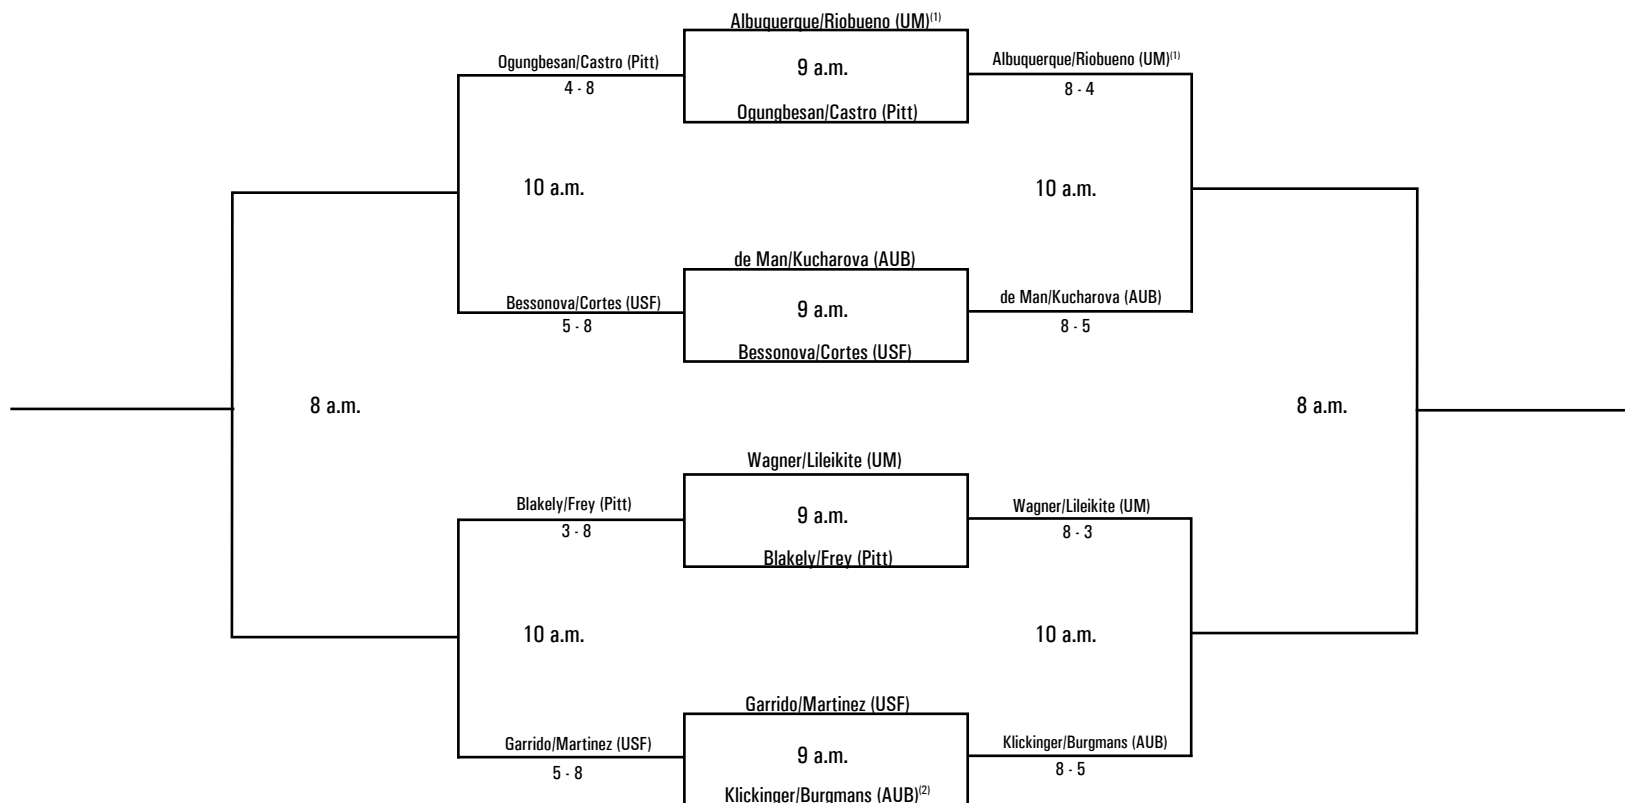 Albuquerque/Riobueno (UM)(1)
Ogungbesan/Castro (Pitt)
9 a.m.
Albuquerque/Riobueno (UM)(1)
4 - 8
8 - 4
Ogungbesan/Castro (Pitt)
10 a.m.
10 a.m.
de Man/Kucharova (AUB)
Bessonova/Cortes (USF)
9 a.m.
de Man/Kucharova (AUB)
5 - 8
8 - 5
Bessonova/Cortes (USF)
8 a.m.
8 a.m.
Wagner/Lileikite (UM)
Blakely/Frey (Pitt)
9 a.m.
Wagner/Lileikite (UM)
3 - 8
8 - 3
Blakely/Frey (Pitt)
10 a.m.
10 a.m.
Garrido/Martinez (USF)
Garrido/Martinez (USF)
9 a.m.
Klickinger/Burgmans (AUB)
5 - 8
8 - 5
Klickinger/Burgmans (AUB)(2)